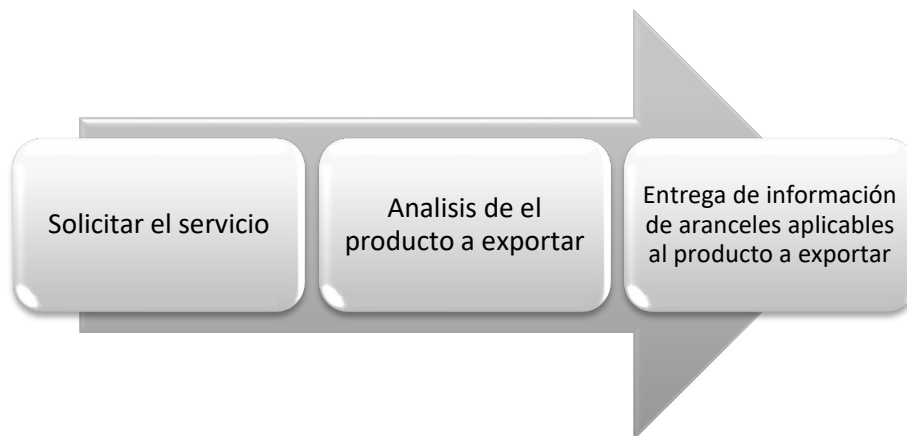 Solicitar el servicio
Analisis de el
producto a exportar
Entrega de información
de aranceles aplicables
al producto a exportar